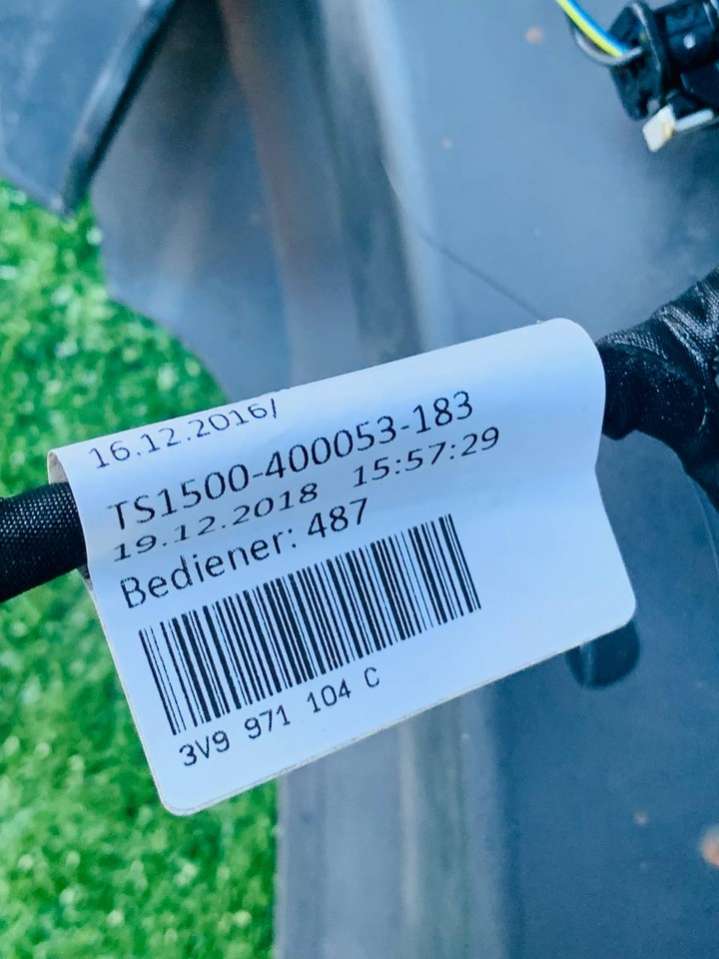 16.12.2016/
TS1500-400053-183
19.12.2018 15:57:29
Bediener: 487
3V9 971 104 C